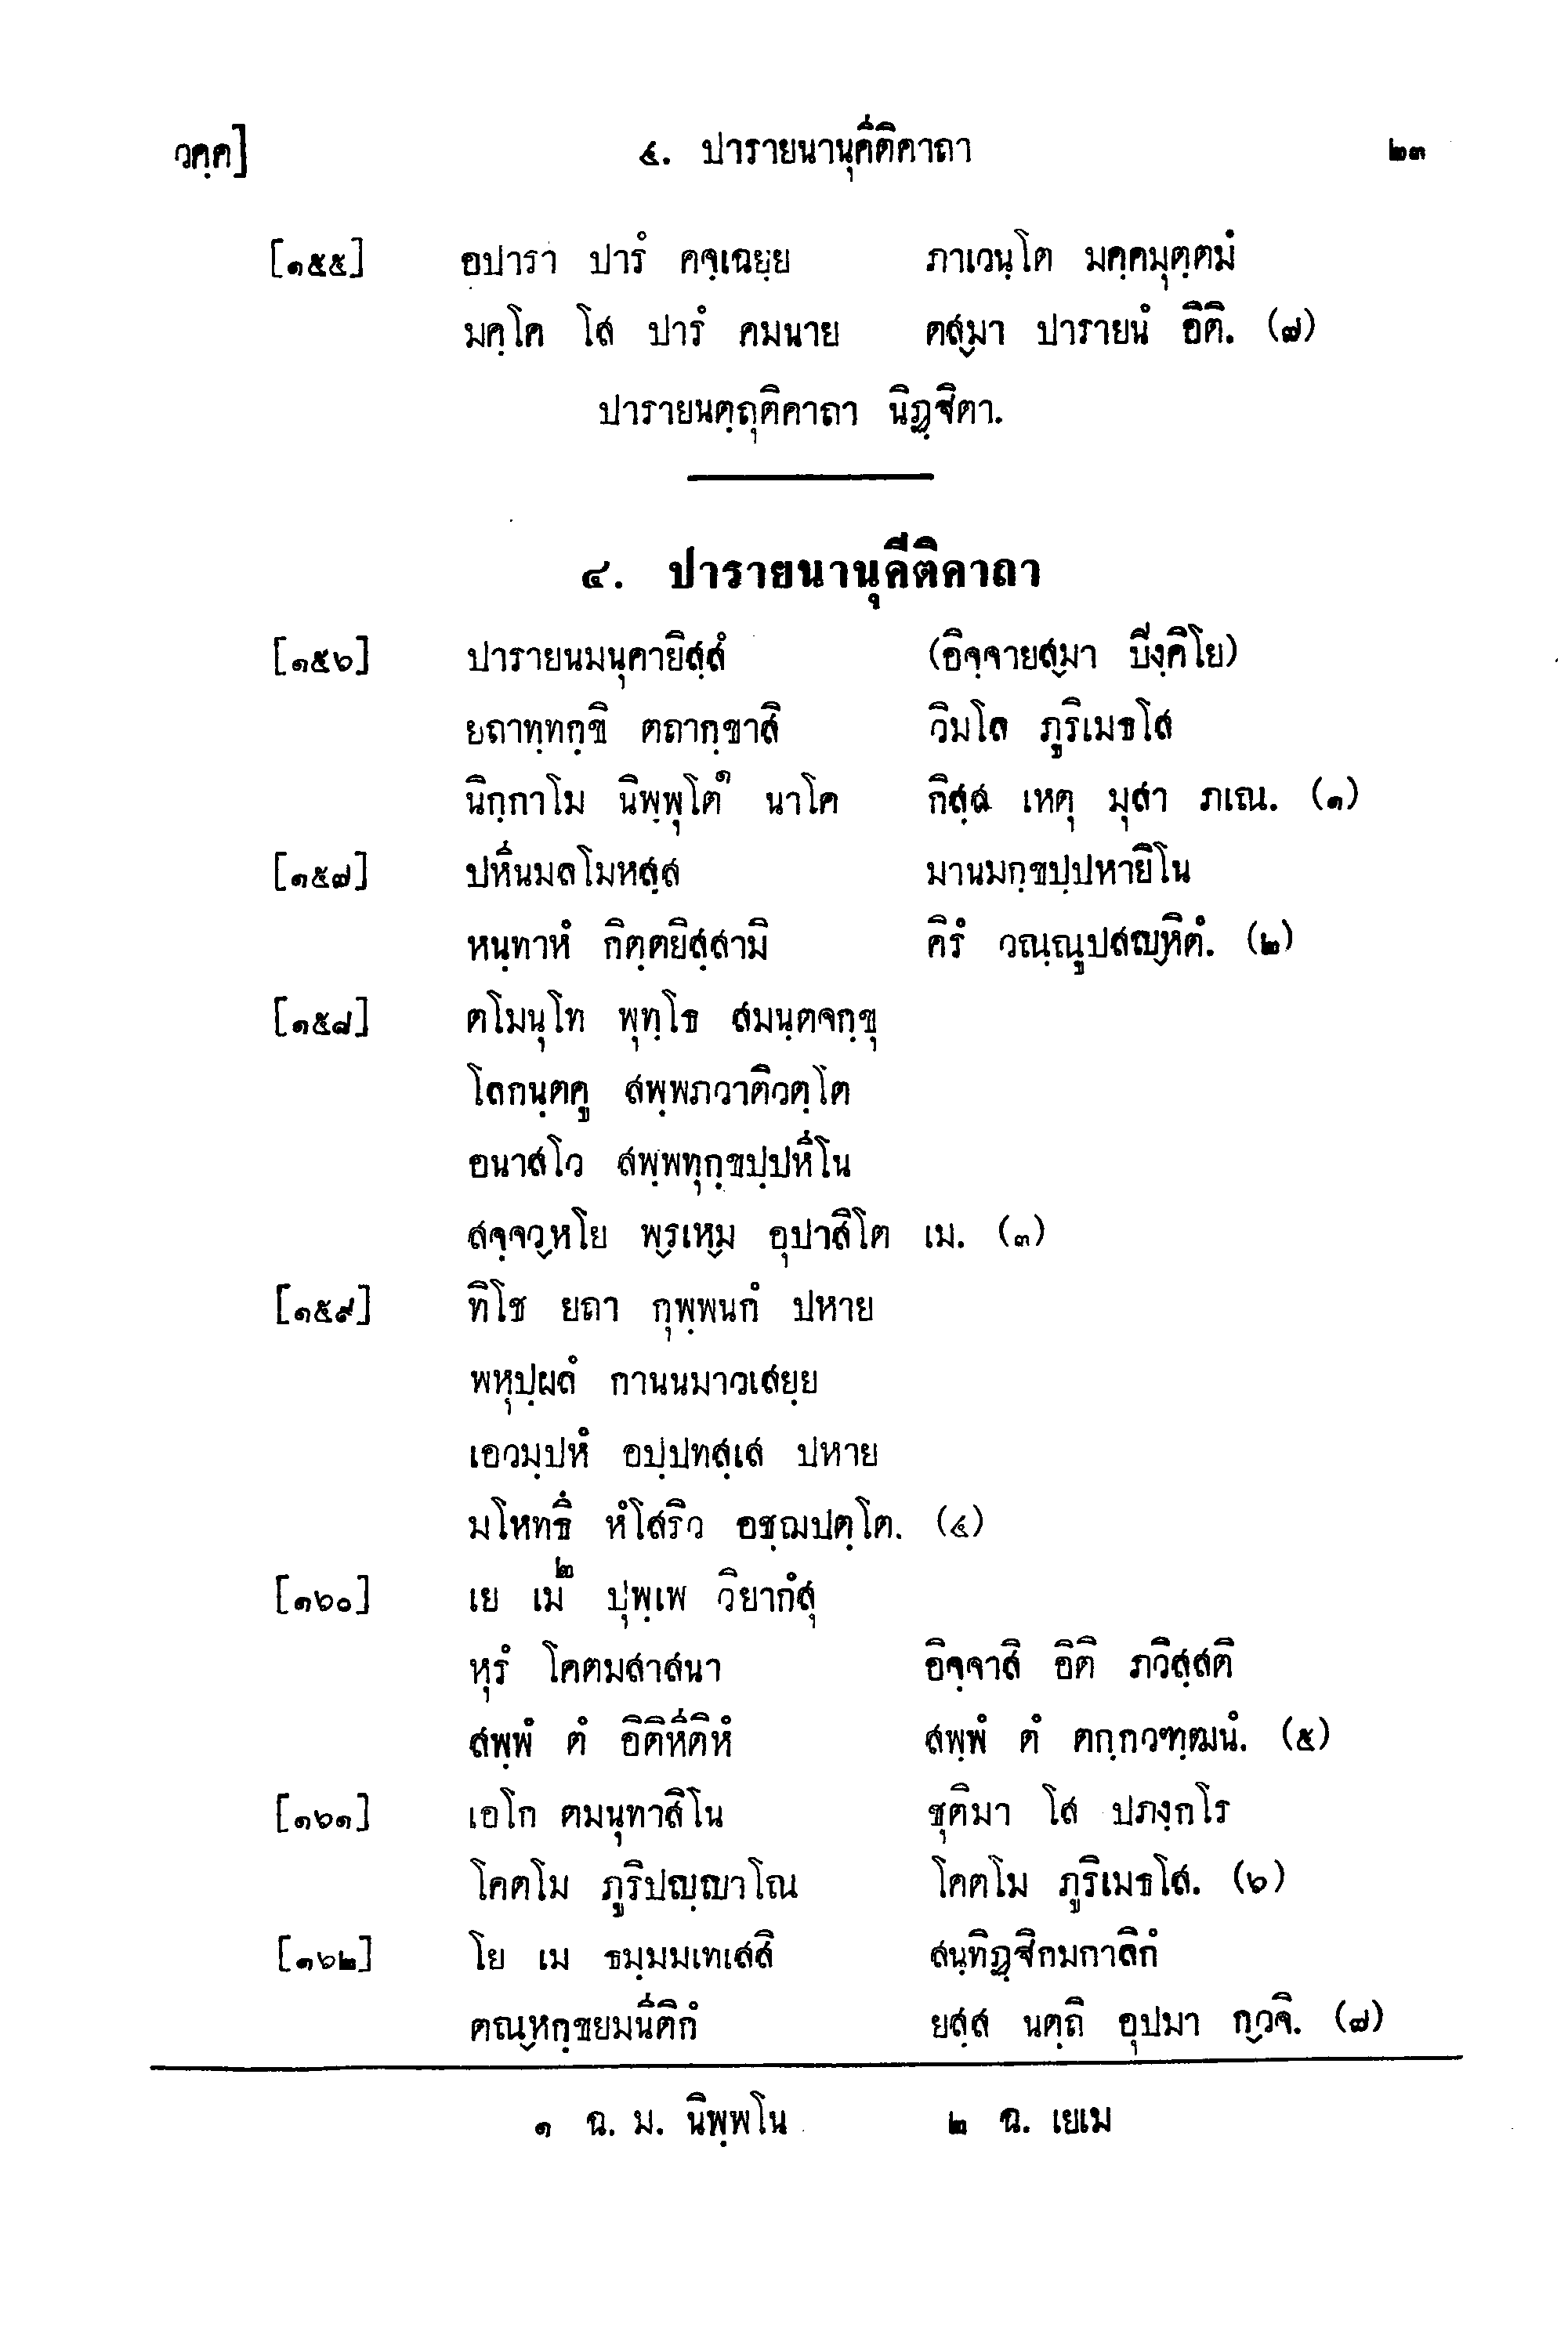 วคฺค] ๔. ปารายนานุคีติคาถา ๒๓
[๑๕๕] อปารา ปารํ คจฺเฉยฺย ภาเวนฺโต มคฺคมุตฺตมํ
มคฺโค โส ปารํ คมนาย ตสฺมา ปารายนํ อิติ. (๗)
ปารายนตฺถุติคาถา นิฏฺฐิตา.
๔. ปารายนานุคีติคาถา
[๑๕๖] ปารายนมนุคายิสฺสํ (อิจฺจายสฺมา ปิงฺคิโย)
ยถาทฺทกฺขิ ตถากฺขาสิ วิมโล ภูริเมธโส
นิกฺกาโม นิพฺพุโต๑ นาโค กิสฺส เหตุ มุสา ภเณ. (๑)
[๑๕๗] ปหีนมลโมหสฺส มานมกฺขปฺปหายิโน
หนฺทาหํ กิตฺตยิสฺสามิ คิรํ วณฺณูปสญฺหิตํ. (๒)
[๑๕๘] ตโมนุโท พุทฺโธ สมนฺตจกฺขุ
โลกนฺตคู สพฺพภวาติวตฺโต
อนาสโว สพฺพทุกฺขปฺปหีโน
สจฺจวฺหโย พฺรเหฺม อุปาสิโต เม. (๓)
[๑๕๙] ทิโช ยถา กุพฺพนกํ ปหาย
พหุปฺผลํ กานนมาวเสยฺย
เอวมฺปหํ อปฺปทสฺเส ปหาย
มโหทธึ หํโสริว อชฺฌปตฺโต. (๔)
[๑๖๐] เย เม๒ ปุพฺเพ วิยากํสุ
หุรํ โคตมสาสนา อิจฺจาสิ อิติ ภวิสฺสติ
สพฺพํ ตํ อิติหีติหํ สพฺพํ ตํ ตกฺกวฑฺฒนํ. (๕)
[๑๖๑] เอโก ตมนุทาสิโน ชุติมา โส ปภงฺกโร
โคตโม ภูริปญฺญาโณ โคตโม ภูริเมธโส. (๖)
[๑๖๒] โย เม ธมฺมมเทเสสิ สนฺทิฏฺฐิกมกาลิกํ
ตณฺหกฺขยมนีติกํ ยสฺส นตฺถิ อุปมา กฺวจิ. (๘)
๑ ฉ. ม. นิพฺพโน ๒ ฉ. เยเม